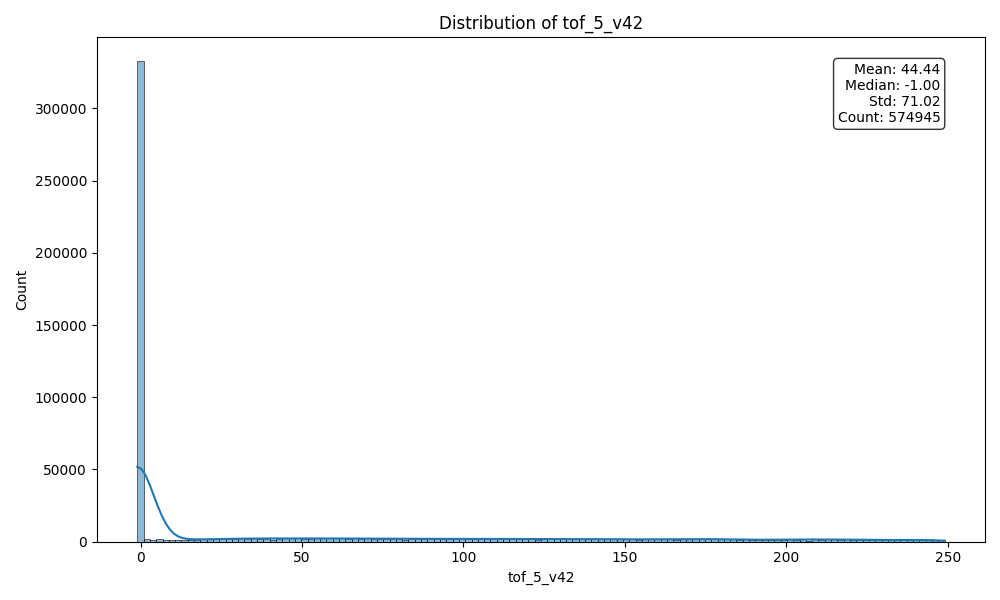 Distribution of tof_5_v42
Mean: 44.44
Median: -1.00
Std: 71.02
Count: 574945
Count
300000
250000
200000
150000
100000
50000
0
0
50
100
150
200
250
tof_5_v42